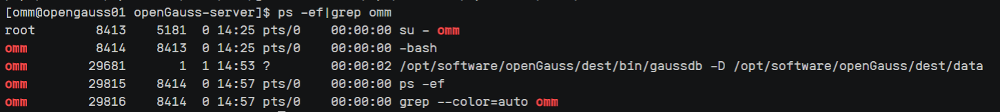 [omm@opengauss01 openGauss-server]$ ps -ef|grep omm
root 8413 5181 0 14:25 pts/0 00:00:00 su - omm
omm 8414 8413 0 14:25 pts/0 00:00:00 -bash
omm 29681 1 1 14:53 ? 00:00:02 /opt/software/openGauss/dest/bin/gaussdb -D /opt/software/openGauss/dest/data
omm 29815 8414 0 14:57 pts/0 00:00:00 ps -ef
omm 29816 8414 0 14:57 pts/0 00:00:00 grep --color=auto omm